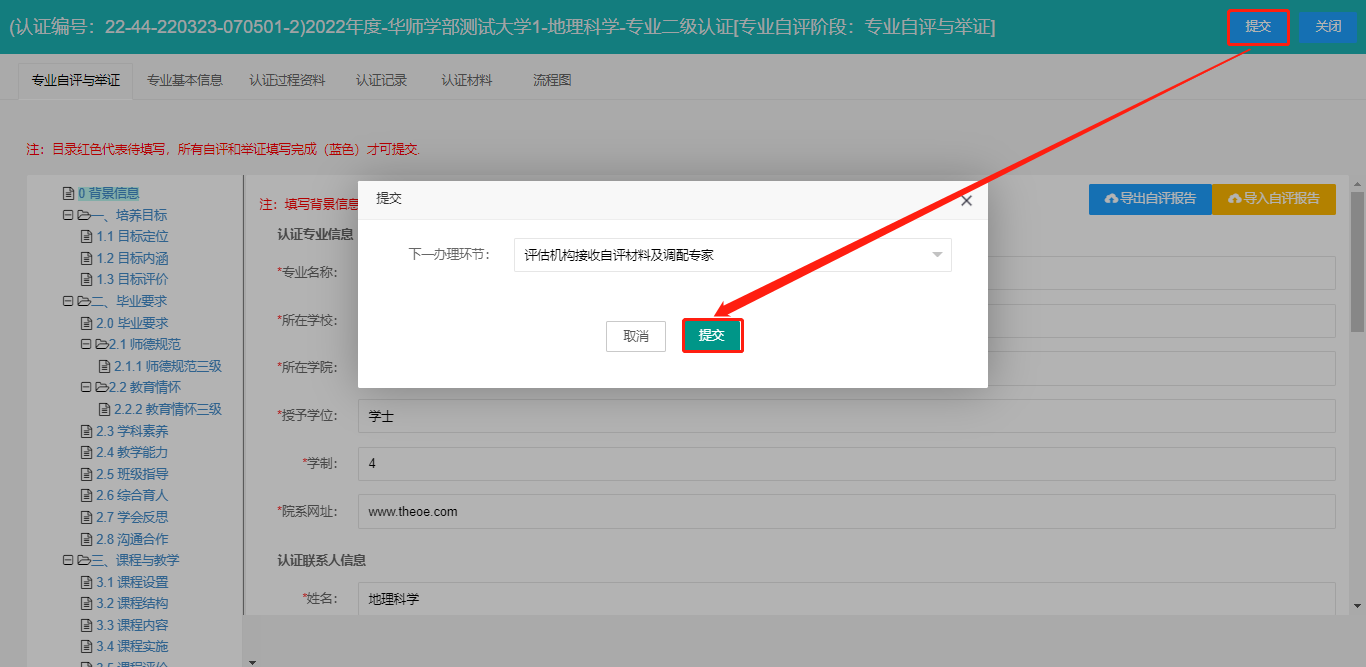 (认证编号：22-44-220323-070501-2)2022年度-华师学部测试大学1-地理科学-专业二级认证[专业自评阶段：专业自评与举证]
提交
关闭
专业自评与举证
专业基本信息
认证过程资料
认证记录
认证材料
流程图
注：目录红色代表待填写，所有自评和举证填写完成（蓝色）才可提交.
0 背景信息
一、培养目标
1.1 目标定位
1.2 目标内涵
1.3 目标评价
二、毕业要求
2.0 毕业要求
2.1 师德规范
2.1.1 师德规范三级
2.2 教育情怀
2.2.2 教育情怀三级
2.3 学科素养
2.4 教学能力
2.5 班级指导
2.6 综合育人
2.7 学会反思
2.8 沟通合作
三、课程与教学
3.1 课程设置
3.2 课程结构
3.3 课程内容
3.4 课程实施
3.5 课程评价
注：填写背景信息
导出自评报告
导入自评报告
认证专业信息
*专业名称：
*所在学校：
*所在学院：
*授予学位：
学士
*学制：
4
*院系网址：
www.theoe.com
认证联系人信息
*姓名：
地理科学
提交
下一办理环节：
评估机构接收自评材料及调配专家
取消
提交